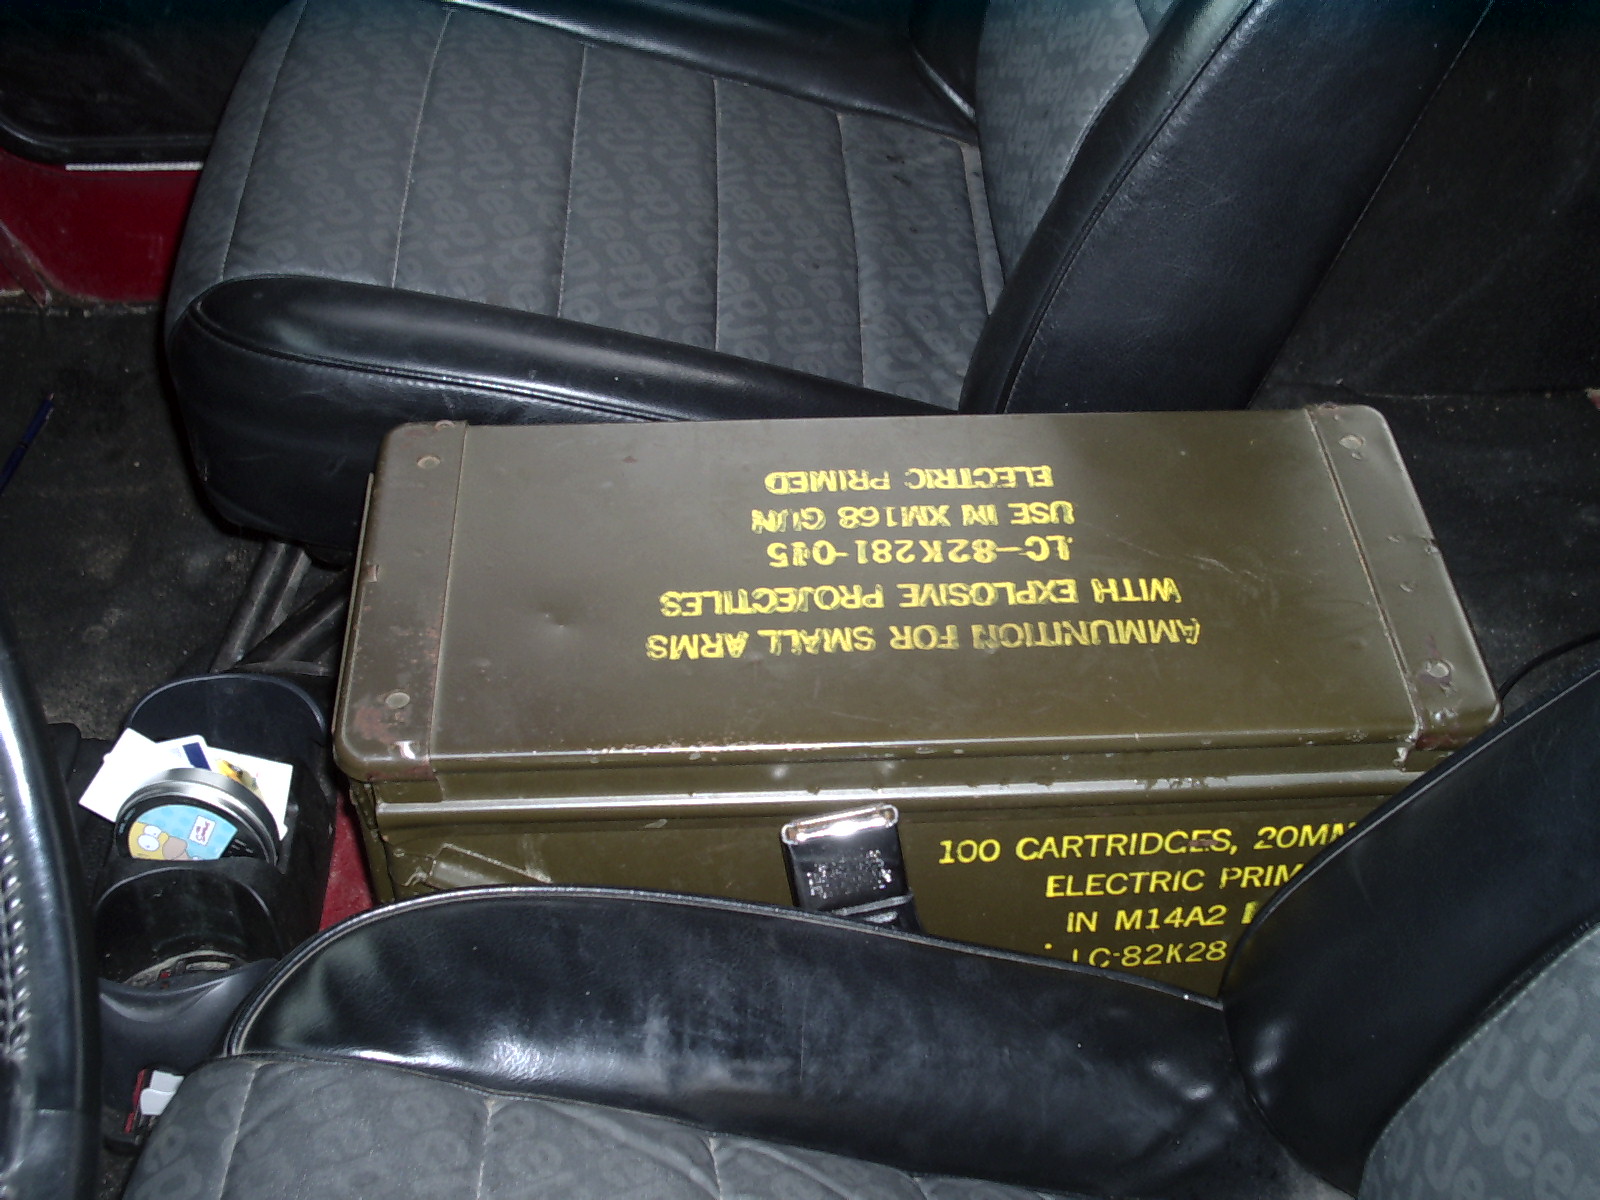 AMMUNITION FOR SMALL ARMS
WITH EXPLOSIVE PROJECTILES
LC-82K281-015
USE IN XM168 GUN
ELECTRIC PRIMED
100 CARTRIDGES, 20MM
ELECTRIC PRIM
IN M14A2
LC-82K28
Jeep